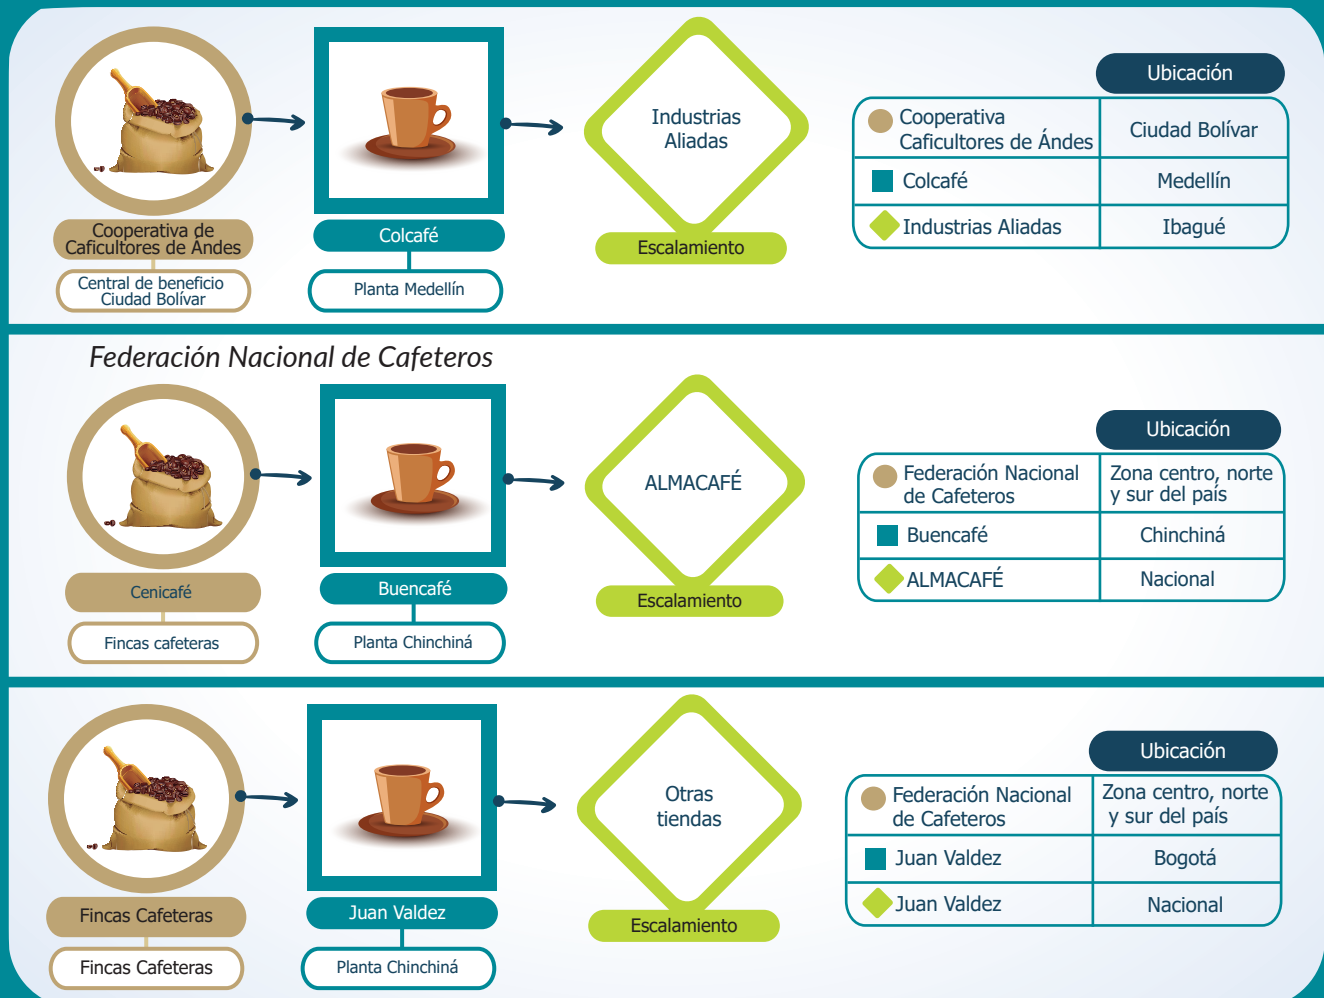 Cooperativa de
Caficultores de Ándes
Central de beneficio
Ciudad Bolívar
Colcafé
Planta Medellín
Industrias
Aliadas
Escalamiento
Ubicación
Cooperativa
Caficultores de Ándes
Ciudad Bolívar
Colcafé
Medellín
Industrias Aliadas
Ibagué
Federación Nacional de Cafeteros
Cenicafé
Fincas cafeteras
Buencafé
Planta Chinchiná
ALMACAFÉ
Escalamiento
Ubicación
Federación Nacional
de Cafeteros
Zona centro, norte
y sur del país
Buencafé
Chinchiná
ALMACAFÉ
Nacional
Fincas Cafeteras
Fincas Cafeteras
Juan Valdez
Planta Chinchiná
Otras
tiendas
Escalamiento
Ubicación
Federación Nacional
de Cafeteros
Zona centro, norte
y sur del país
Juan Valdez
Bogotá
Juan Valdez
Nacional